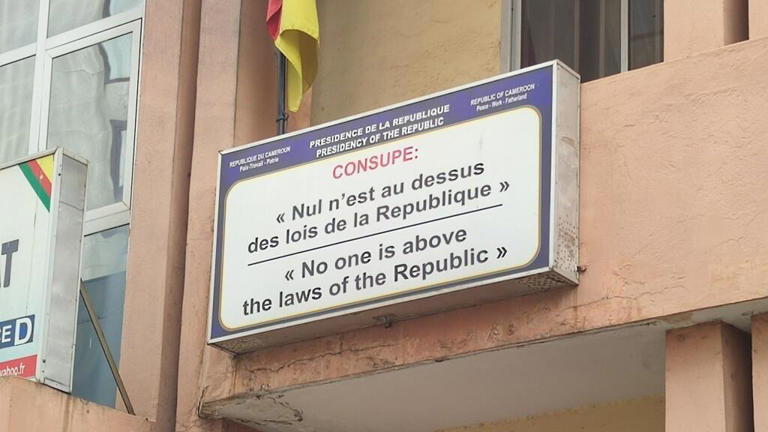 REPUBLIQUE DU CAMEROUN
Paix-Travail - Patrie
PRESIDENCE DE LA REPUBLIQUE
PRESIDENCY OF THE REPUBLIC
REPUBLIC OF CAMEROON
Peace - Work - Fatherland
CONSUPE:
« Nul n'est au dessus
des lois de la Republique »
« No one is above
the laws of the Republic »
D